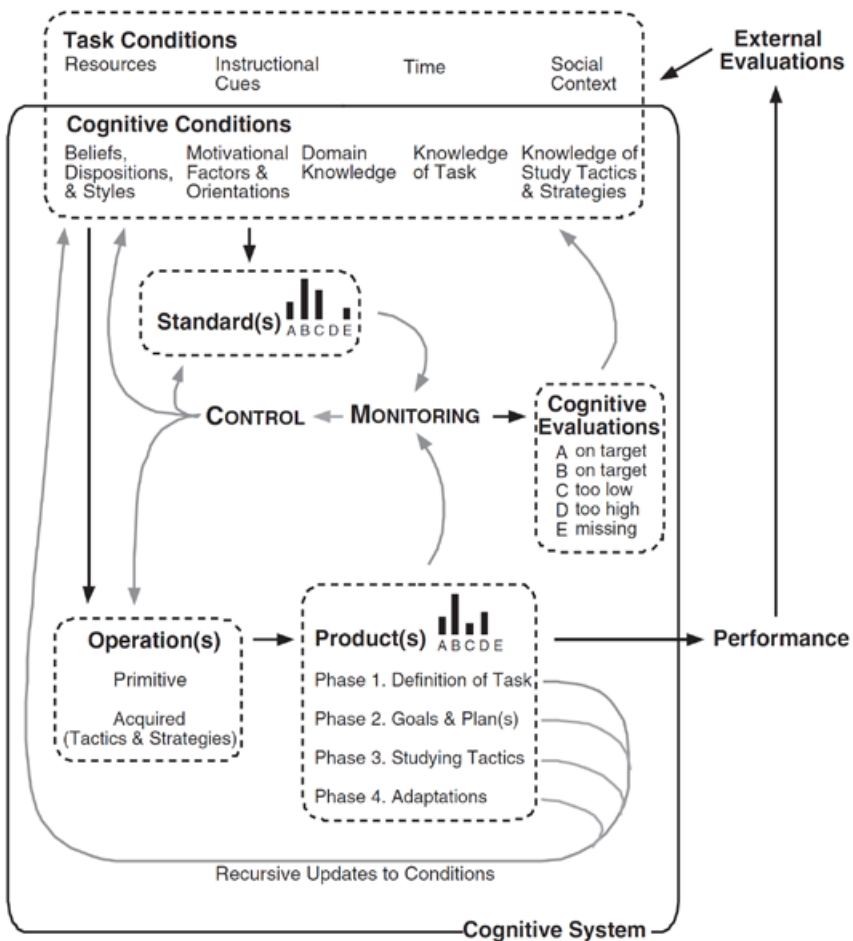 Task Conditions
External
Evaluations
Resources
Instructional
Cues
Time
Social
Context
Cognitive Conditions
Beliefs,
Dispositions,
& Styles
Motivational
Factors &
Orientations
Domain
Knowledge
Knowledge
of Task
Knowledge of
Study Tactics
& Strategies
Standard(s)
A B C D E
CONTROL
MONITORING
Cognitive
Evaluations
A on target
B on target
C too low
D too high
E missing
Operation(s)
Primitive
Acquired
(Tactics & Strategies)
Product(s)
A B C D E
Phase 1. Definition of Task
Phase 2. Goals & Plan(s)
Phase 3. Studying Tactics
Phase 4. Adaptations
Performance
Recursive Updates to Conditions
Cognitive System